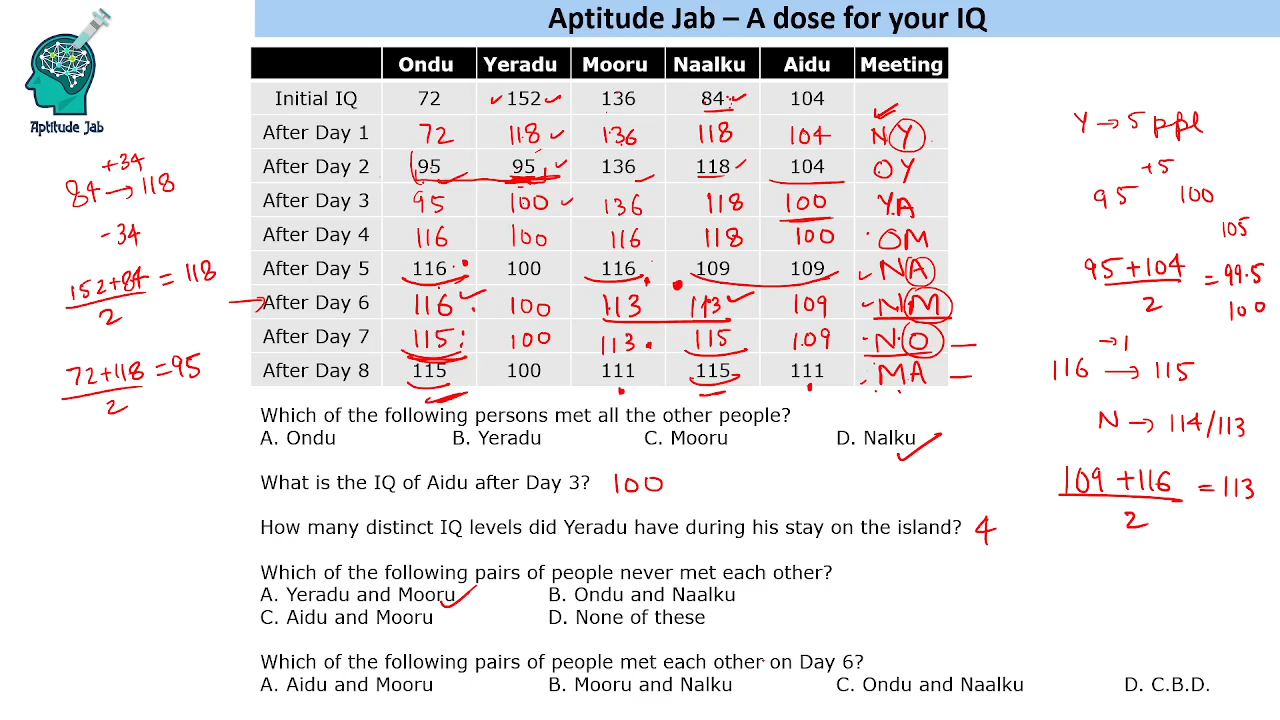 Aptitude Jab – A dose for your IQ
Aptitude Jab
Ondu Yeradu Mooru Naalku Aidu Meeting
Initial IQ 72 152 136 84 104
After Day 1 72 118 136 118 104 NY
After Day 2 95 95 136 118 104 OY
After Day 3 95 100 136 118 100 YA
After Day 4 116 100 116 118 100 OM
After Day 5 116 100 116 109 109 NA
After Day 6 116 100 113 113 109 NM
After Day 7 115 100 113 115 109 NO
After Day 8 115 100 111 115 111 MA
+34
84 → 118
-34
152+84 = 118
2
72+118 = 95
2
Y → 5 ppl
+5
95 100
105
95+104 = 99.5
2
100
→ 1
116 → 115
N → 114/113
109+116 = 113
2
Which of the following persons met all the other people?
A. Ondu B. Yeradu C. Mooru D. Nalku
What is the IQ of Aidu after Day 3? 100
How many distinct IQ levels did Yeradu have during his stay on the island? 4
Which of the following pairs of people never met each other?
A. Yeradu and Mooru B. Ondu and Naalku
C. Aidu and Mooru D. None of these
Which of the following pairs of people met each other on Day 6?
A. Aidu and Mooru B. Mooru and Nalku C. Ondu and Naalku D. C.B.D.